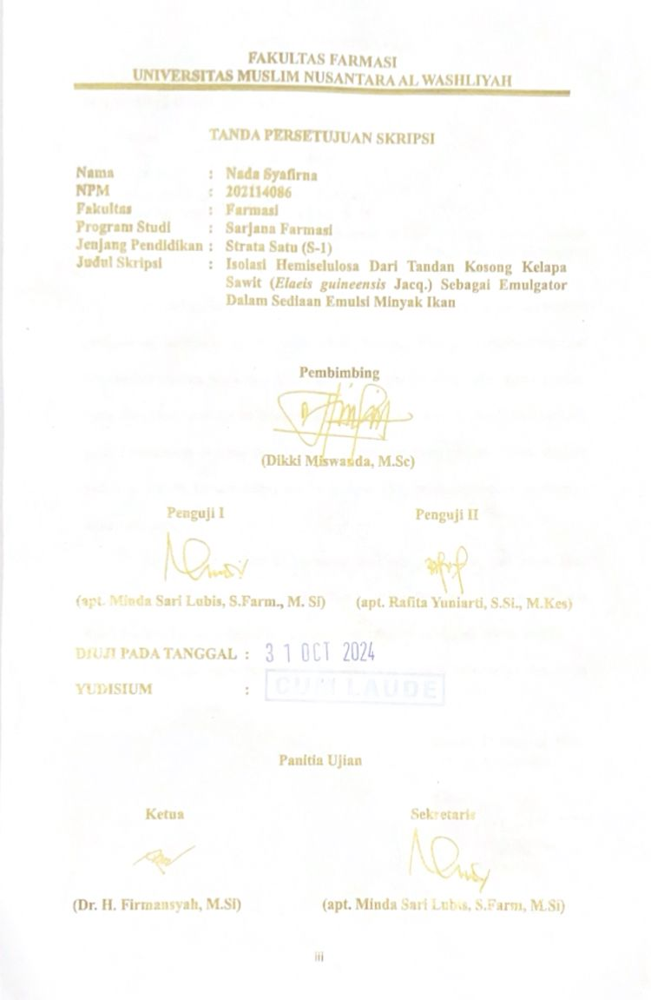 FAKULTAS FARMASI
UNIVERSITAS MUSLIM NUSANTARA AL WASHLIYAH
TANDA PERSETUJUAN SKRIPSI
Nama : Nada Syafirna
NPM : 202114086
Fakultas : Farmasi
Program Studi : Sarjana Farmasi
Jenjang Pendidikan : Strata Satu (S-1)
Judul Skripsi : Isolasi Hemiselulosa Dari Tandan Kosong Kelapa
Sawit (Elaeis guineensis Jacq.) Sebagai Emulgator
Dalam Sediaan Emulsi Minyak Ikan
Pembimbing
(Dikki Miswanda, M.Sc)
Penguji I Penguji II
(apt. Minda Sari Lubis, S.Farm., M. Si) (apt. Rafita Yuniarti, S.Si., M.Kes)
DIUJI PADA TANGGAL : 31 OCT 2024
YUDISIUM : CUM LAUDE
Panitia Ujian
Ketua Sekretaris
(Dr. H. Firmansyah, M.Si) (apt. Minda Sari Lubis, S.Farm, M.Si)
iii